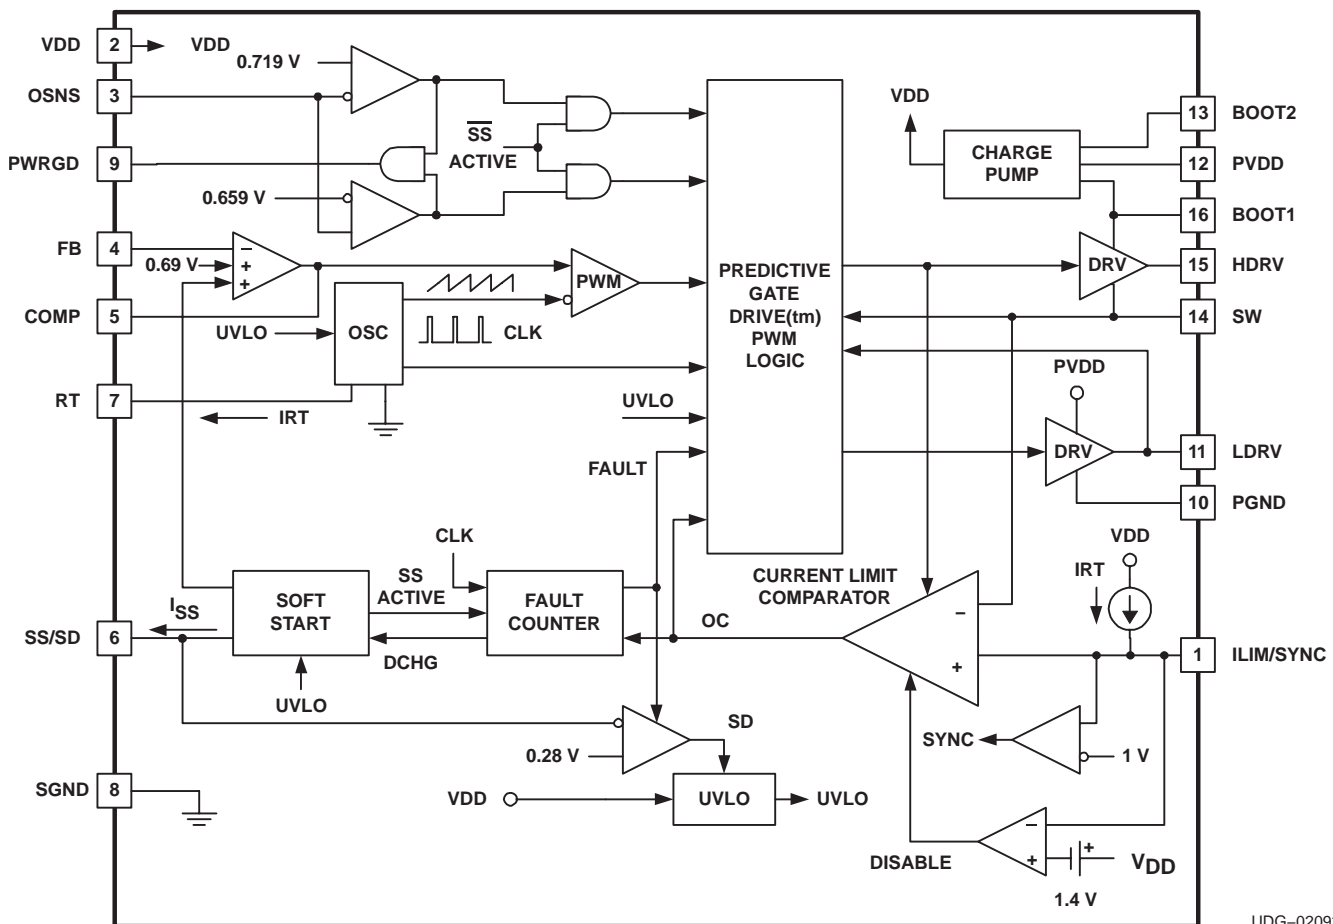 VDD 2 VDD
0.719 V
OSNS 3
SS
ACTIVE
PWRGD 9
0.659 V
FB 4
−
0.69 V +
+
COMP 5
UVLO
OSC
CLK
PWM
RT 7
IRT
PREDICTIVE
GATE
DRIVE(tm)
PWM
LOGIC
UVLO
FAULT
VDD
CHARGE
PUMP
13 BOOT2
12 PVDD
16 BOOT1
DRV
15 HDRV
14 SW
PVDD
DRV
11 LDRV
10 PGND
CLK
SS
ACTIVE
SOFT
START
FAULT
COUNTER
DCHG
ISS
SS/SD 6
UVLO
OC
CURRENT LIMIT
COMPARATOR
−
+
VDD
IRT
1 ILIM/SYNC
SYNC
1 V
SD
0.28 V
SGND 8
VDD
UVLO
UVLO
DISABLE
−
+
+
VDD
1.4 V